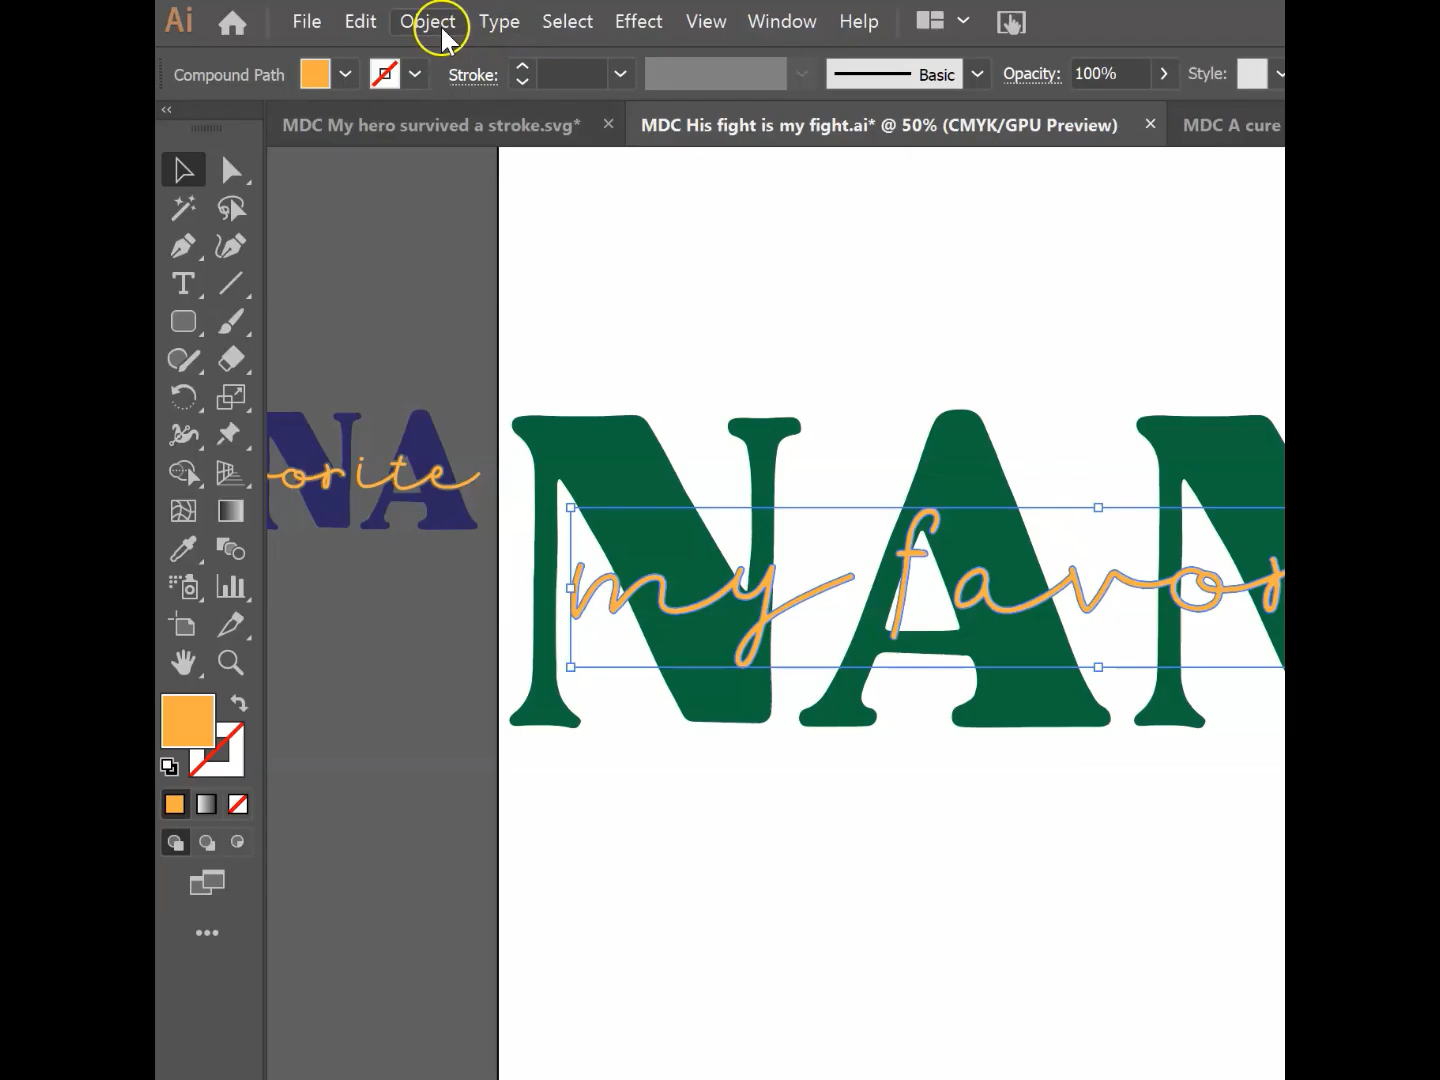 Ai File Edit Object Type Select Effect View Window Help
Compound Path Stroke: Basic Opacity: 100% Style:
MDC My hero survived a stroke.svg* × MDC His fight is my fight.ai* @ 50% (CMYK/GPU Preview) × MDC A cure
NA
orite
NAN
my favor